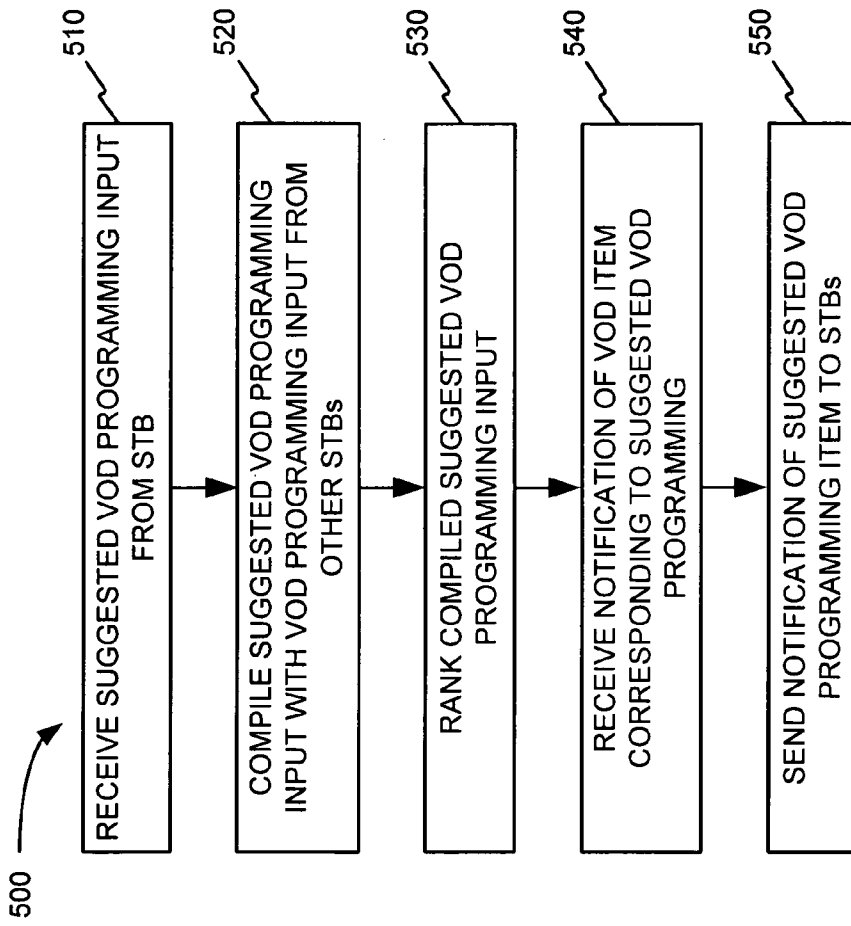 500
RECEIVE SUGGESTED VOD PROGRAMMING INPUT
FROM STB
510
COMPILE SUGGESTED VOD PROGRAMMING
INPUT WITH VOD PROGRAMMING INPUT FROM
OTHER STBs
520
RANK COMPILED SUGGESTED VOD
PROGRAMMING INPUT
530
RECEIVE NOTIFICATION OF VOD ITEM
CORRESPONDING TO SUGGESTED VOD
PROGRAMMING
540
SEND NOTIFICATION OF SUGGESTED VOD
PROGRAMMING ITEM TO STBs
550